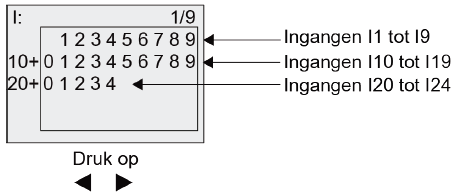 I: 1/9
1 2 3 4 5 6 7 8 9 Ingangen I1 tot I9
10+ 0 1 2 3 4 5 6 7 8 9 Ingangen I10 tot I19
20+ 0 1 2 3 4 Ingangen I20 tot I24
Druk op